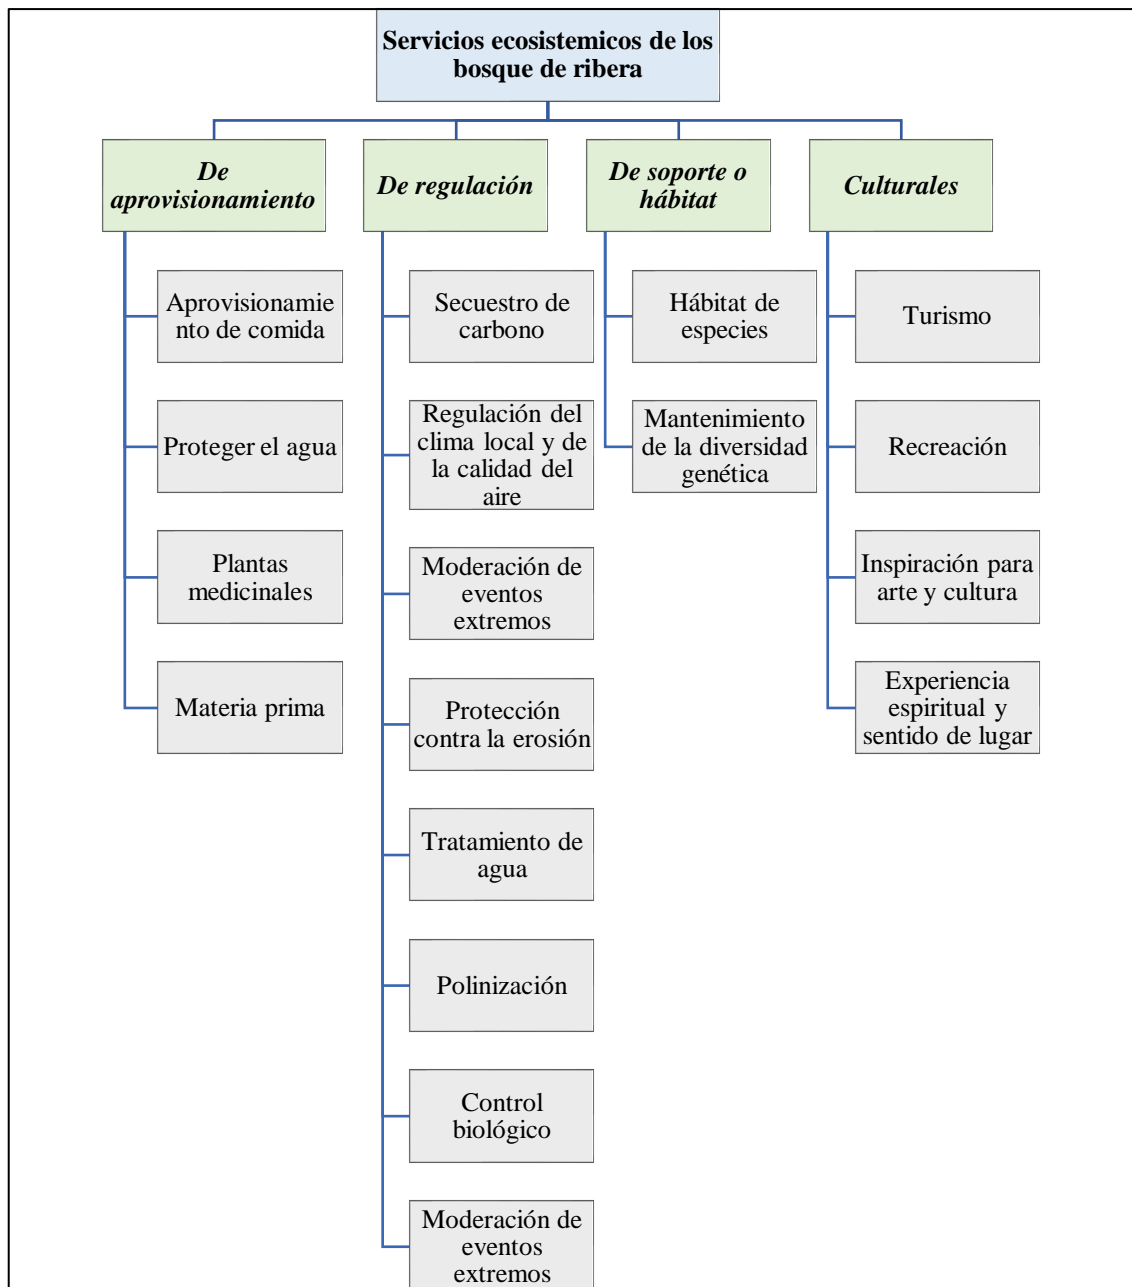 Servicios ecosistemicos de los
bosque de ribera
De
aprovisionamiento
Aprovisionamie
nto de comida
Proteger el agua
Plantas
medicinales
Materia prima
De regulación
Secuestro de
carbono
Regulación del
clima local y de
la calidad del
aire
Moderación de
eventos
extremos
Protección
contra la erosión
Tratamiento de
agua
Polinización
Control
biológico
Moderación de
eventos
extremos
De soporte o
hábitat
Hábitat de
especies
Mantenimiento
de la diversidad
genética
Culturales
Turismo
Recreación
Inspiración para
arte y cultura
Experiencia
espiritual y
sentido de lugar